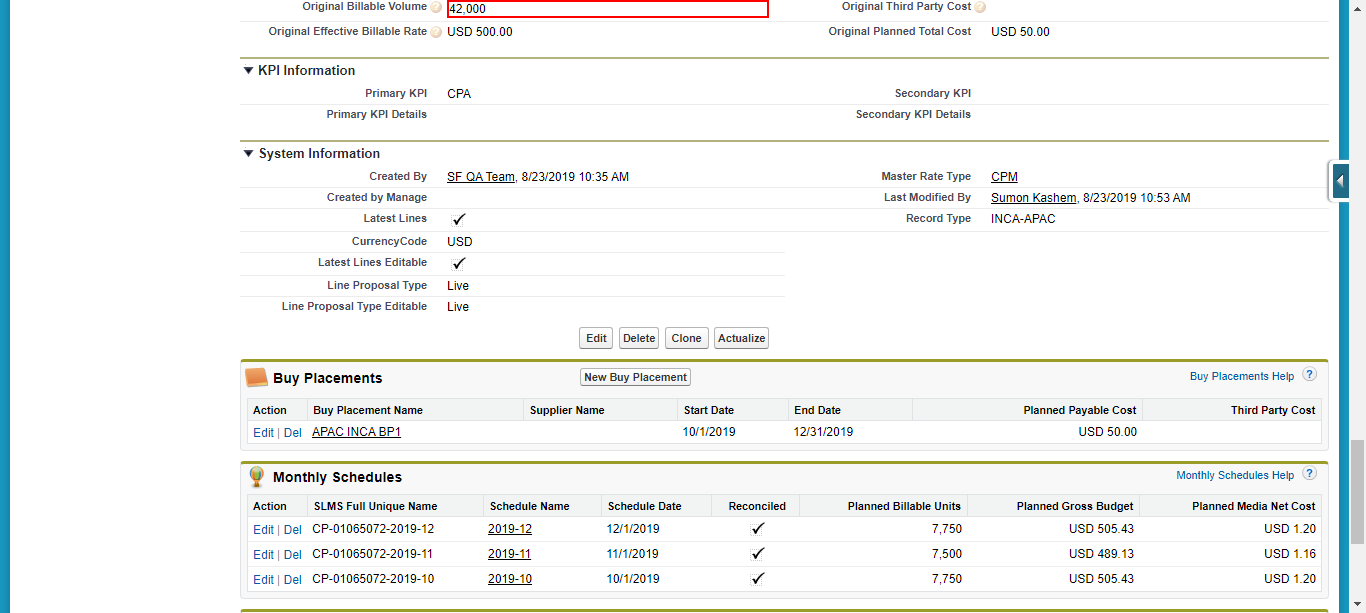 Original Billable Volume ? 42,000 Original Third Party Cost ?
Original Effective Billable Rate ? USD 500.00 Original Planned Total Cost USD 50.00
KPI Information
Primary KPI CPA Secondary KPI
Primary KPI Details Secondary KPI Details
System Information
Created By SF QA Team, 8/23/2019 10:35 AM Master Rate Type CPM
Created by Manage Last Modified By Sumon Kashem, 8/23/2019 10:53 AM
Latest Lines Record Type INCA-APAC
CurrencyCode USD
Latest Lines Editable
Line Proposal Type Live
Line Proposal Type Editable Live
Edit Delete Clone Actualize
Buy Placements New Buy Placement Buy Placements Help ?
Action Buy Placement Name Supplier Name Start Date End Date Planned Payable Cost Third Party Cost
Edit | Del APAC INCA BP1 10/1/2019 12/31/2019 USD 50.00
Monthly Schedules Monthly Schedules Help ?
Action SLMS Full Unique Name Schedule Name Schedule Date Reconciled Planned Billable Units Planned Gross Budget Planned Media Net Cost
Edit | Del CP-01065072-2019-12 2019-12 12/1/2019 7,750 USD 505.43 USD 1.20
Edit | Del CP-01065072-2019-11 2019-11 11/1/2019 7,500 USD 489.13 USD 1.16
Edit | Del CP-01065072-2019-10 2019-10 10/1/2019 7,750 USD 505.43 USD 1.20